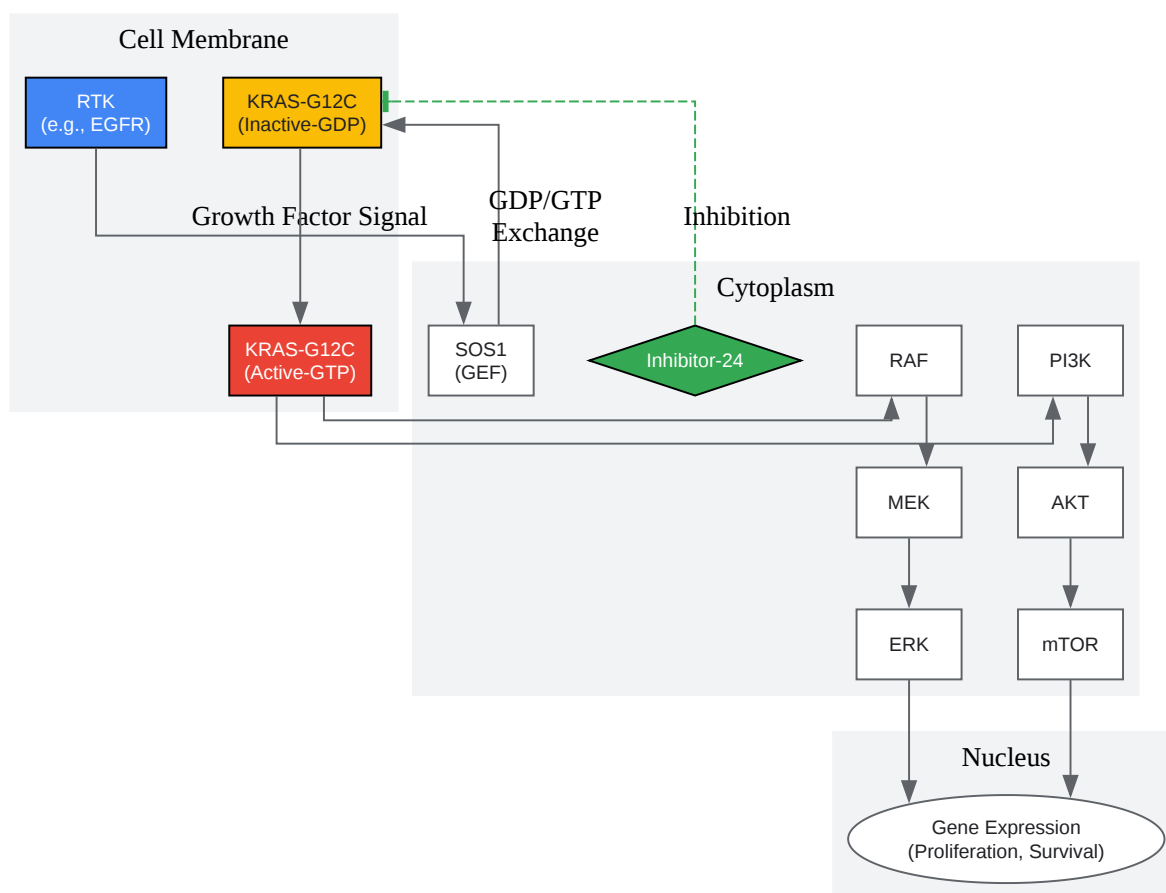 Cell Membrane
RTK
(e.g., EGFR)
KRAS-G12C
(Inactive-GDP)
Growth Factor Signal
GDP/GTP
Exchange
Inhibition
Cytoplasm
KRAS-G12C
(Active-GTP)
SOS1
(GEF)
Inhibitor-24
RAF
PI3K
MEK
AKT
ERK
mTOR
Nucleus
Gene Expression
(Proliferation, Survival)